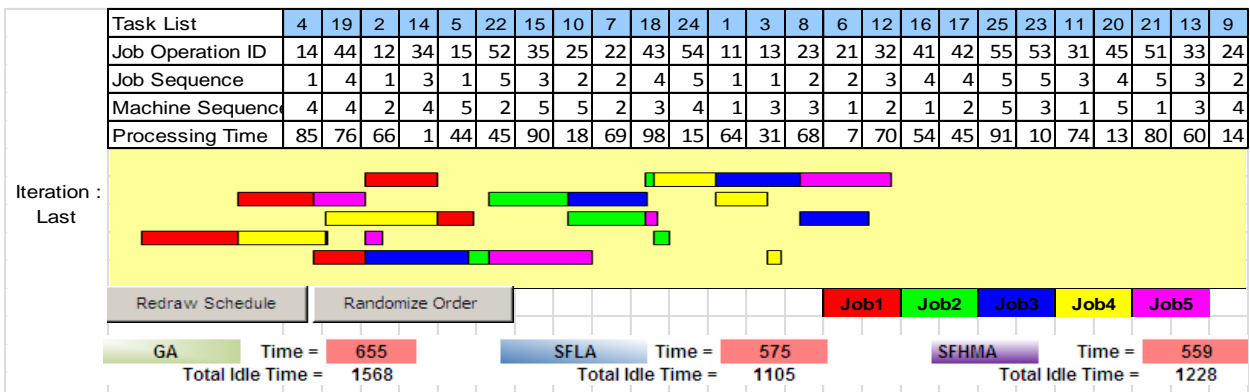 Task List 4 19 2 14 5 22 15 10 7 18 24 1 3 8 6 12 16 17 25 23 11 20 21 13 9
Job Operation ID 14 44 12 34 15 52 35 25 22 43 54 11 13 23 21 32 41 42 55 53 31 45 51 33 24
Job Sequence 1 4 1 3 1 5 3 2 2 4 5 1 1 2 2 3 4 4 5 5 3 4 5 3 2
Machine Sequence 4 4 2 4 5 2 5 5 2 3 4 1 3 3 1 2 1 2 5 3 1 5 1 3 4
Processing Time 85 76 66 1 44 45 90 18 69 98 15 64 31 68 7 70 54 45 91 10 74 13 80 60 14
Iteration :
Last
Redraw Schedule Randomize Order Job1 Job2 Job3 Job4 Job5
GA Time = 655 SFLA Time = 575 SFHMA Time = 559
Total Idle Time = 1568 Total Idle Time = 1105 Total Idle Time = 1228